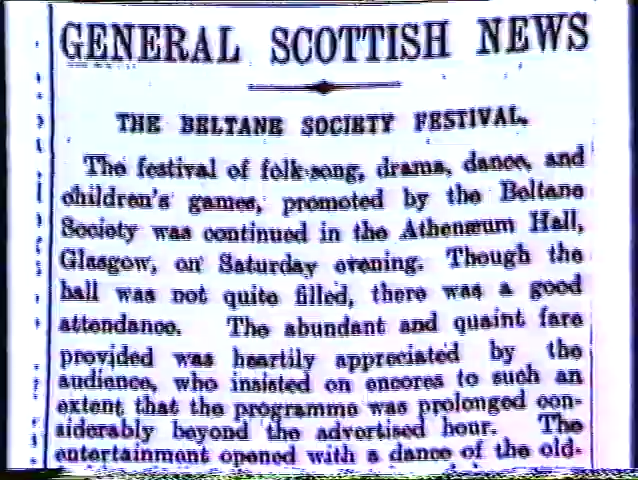 GENERAL SCOTTISH NEWS
THE BELTANE SOCIETY FESTIVAL.
The festival of folk-song, drama, dance, and
children's games, promoted by the Beltane
Society was continued in the Athenæum Hall,
Glasgow, on Saturday evening. Though the
hall was not quite filled, there was a good
attendance. The abundant and quaint fare
provided was heartily appreciated by the
audience, who insisted on encores to such an
extent that the programme was prolonged con-
siderably beyond the advertised hour. The
entertainment opened with a dance of the old-